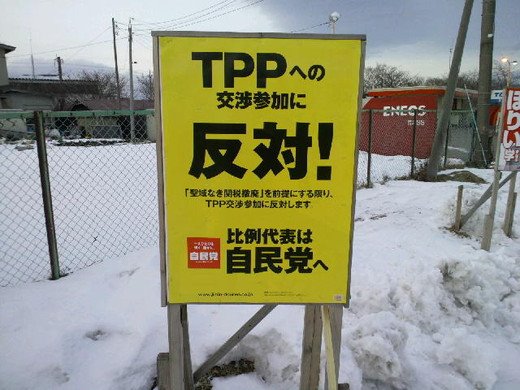 TPPへの
交渉参加に
反対!
「聖域なき関税撤廃」を前提にする限り、
TPP交渉参加に反対します。
比例代表は
自民党
自民党へ
ENEOS